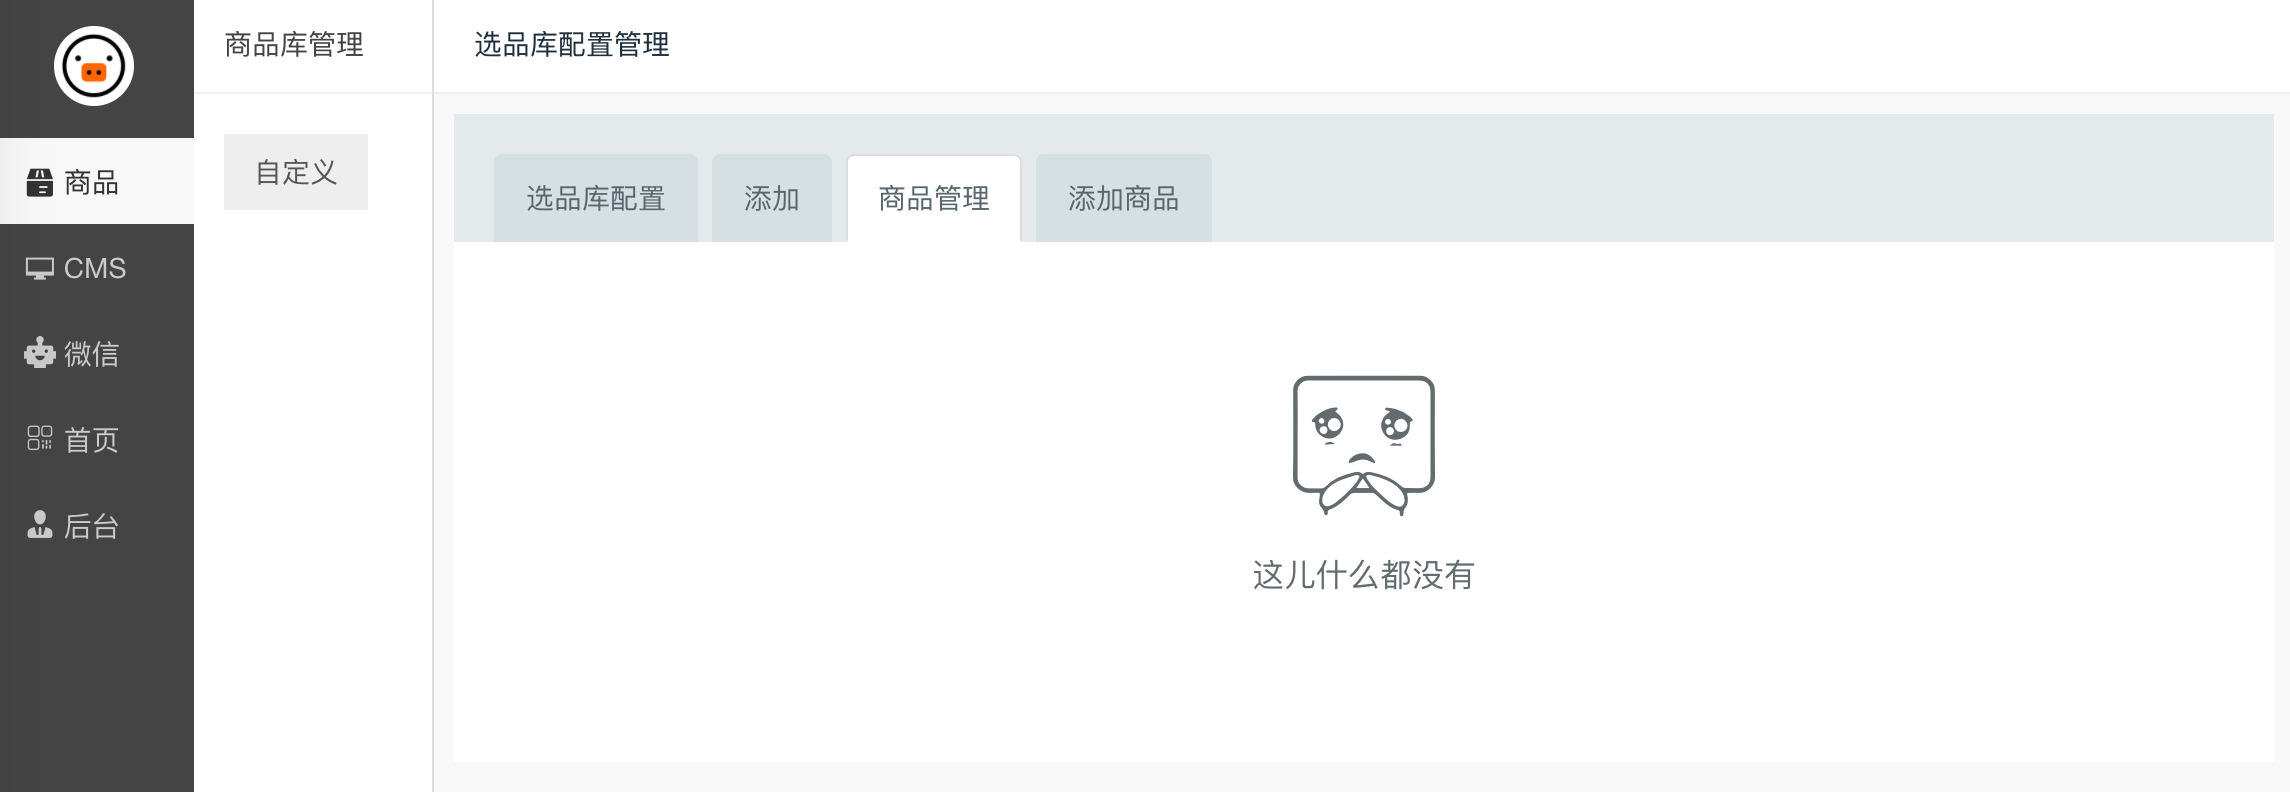 商品
CMS
微信
首页
后台
商品库管理
自定义
选品库配置管理
选品库配置
添加
商品管理
添加商品
这儿什么都没有